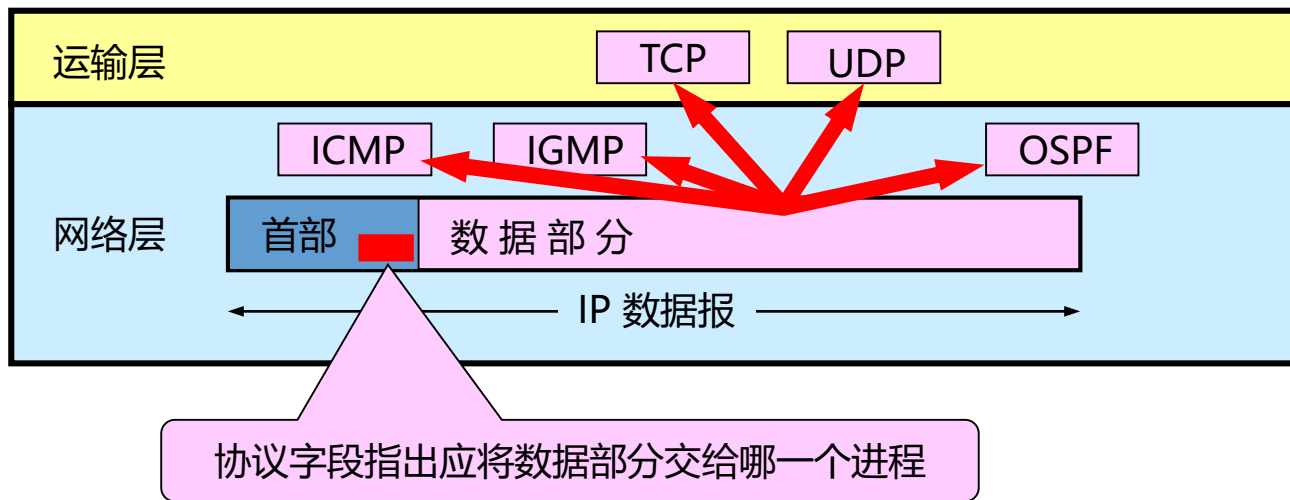 运输层
TCP
UDP
ICMP
IGMP
OSPF
网络层
首部
数 据 部 分
IP 数据报
协议字段指出应将数据部分交给哪一个进程